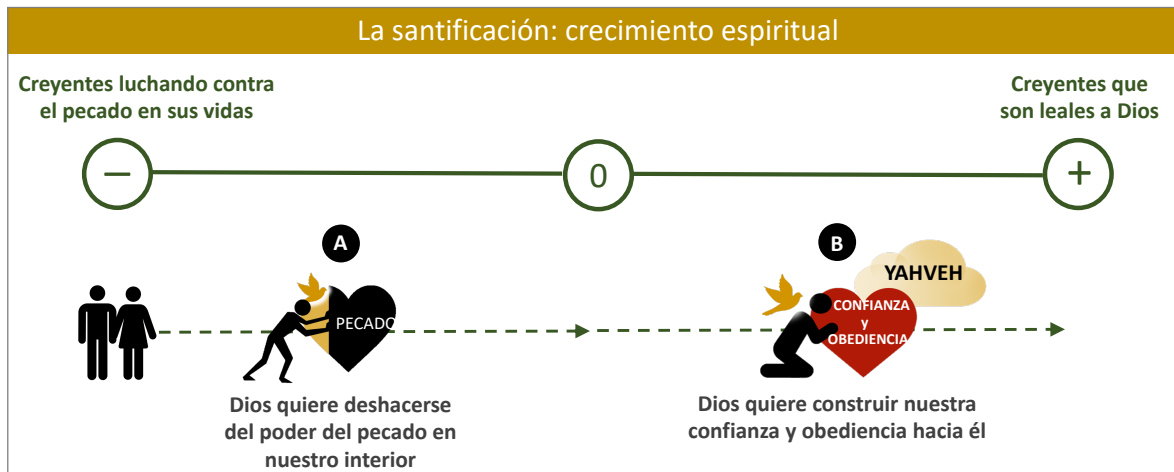 La santificación: crecimiento espiritual
Creyentes luchando contra
el pecado en sus vidas
Creyentes que
son leales a Dios
−
0
+
A
B
YAHVEH
PECADO
CONFIANZA
y
OBEDIENCIA
Dios quiere deshacerse
del poder del pecado en
nuestro interior
Dios quiere construir nuestra
confianza y obediencia hacia él